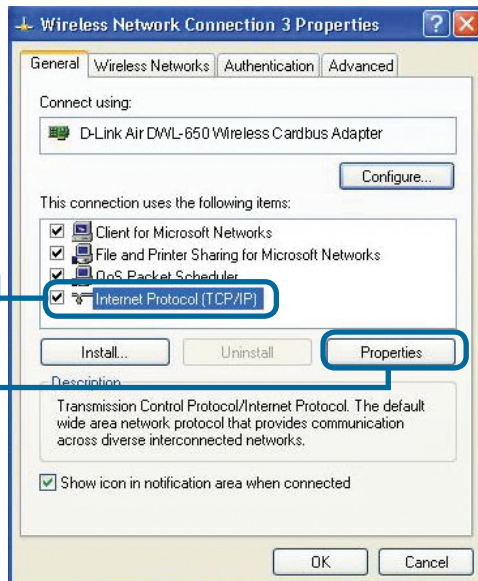 Wireless Network Connection 3 Properties
General Wireless Networks Authentication Advanced
Connect using:
D-Link Air DWL-650 Wireless Cardbus Adapter
Configure...
This connection uses the following items:
Client for Microsoft Networks
File and Printer Sharing for Microsoft Networks
QoS Packet Scheduler
Internet Protocol (TCP/IP)
Install... Uninstall Properties
Description
Transmission Control Protocol/Internet Protocol. The default
wide area network protocol that provides communication
across diverse interconnected networks.
Show icon in notification area when connected
OK Cancel